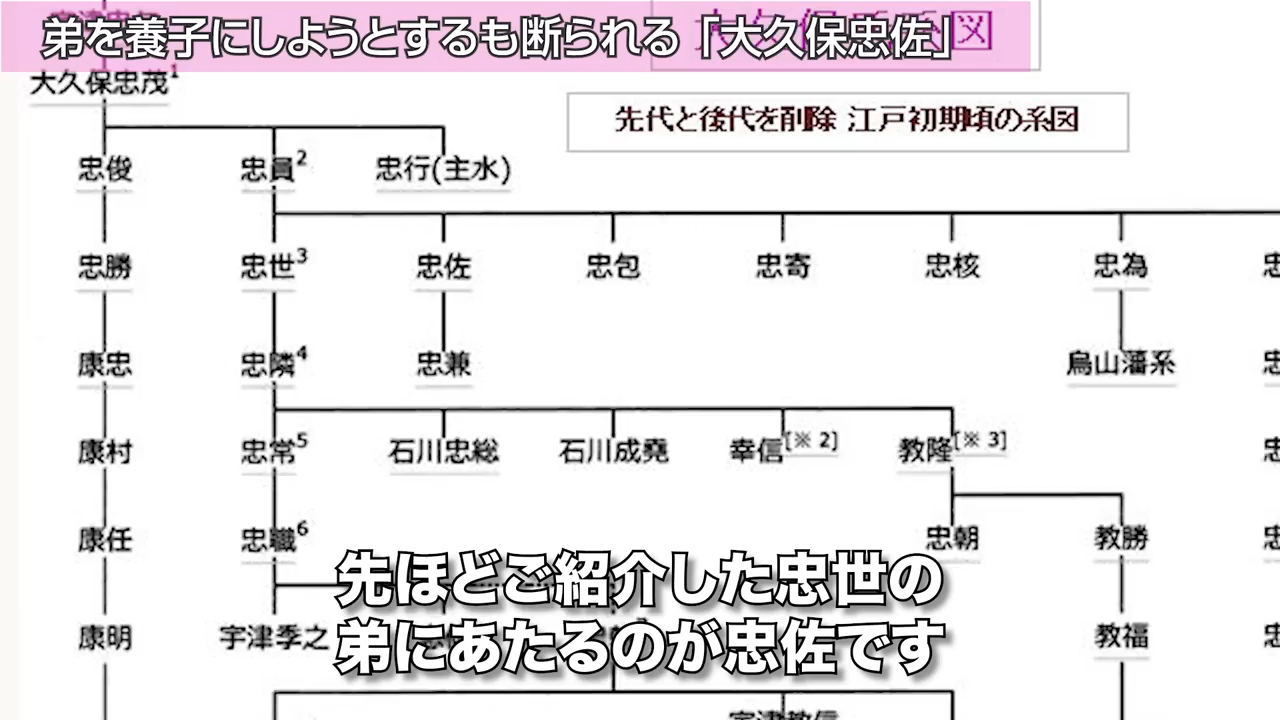 弟を養子にしようとするも断られる「大久保忠佐」
大久保忠茂1
先代と後代を削除 江戸初期頃の系図
忠俊 忠員2 忠行(主水)
忠勝 忠世3 忠佐 忠包 忠寄 忠核 忠為
康忠 忠隣4 忠兼 烏山藩系
康村 忠常5 石川忠総 石川成堯 幸信[※ 2] 教隆[※ 3]
康任 忠職6 忠朝 教勝
先ほどご紹介した忠世の
康明 宇津季之 教福
弟にあたるのが忠佐です